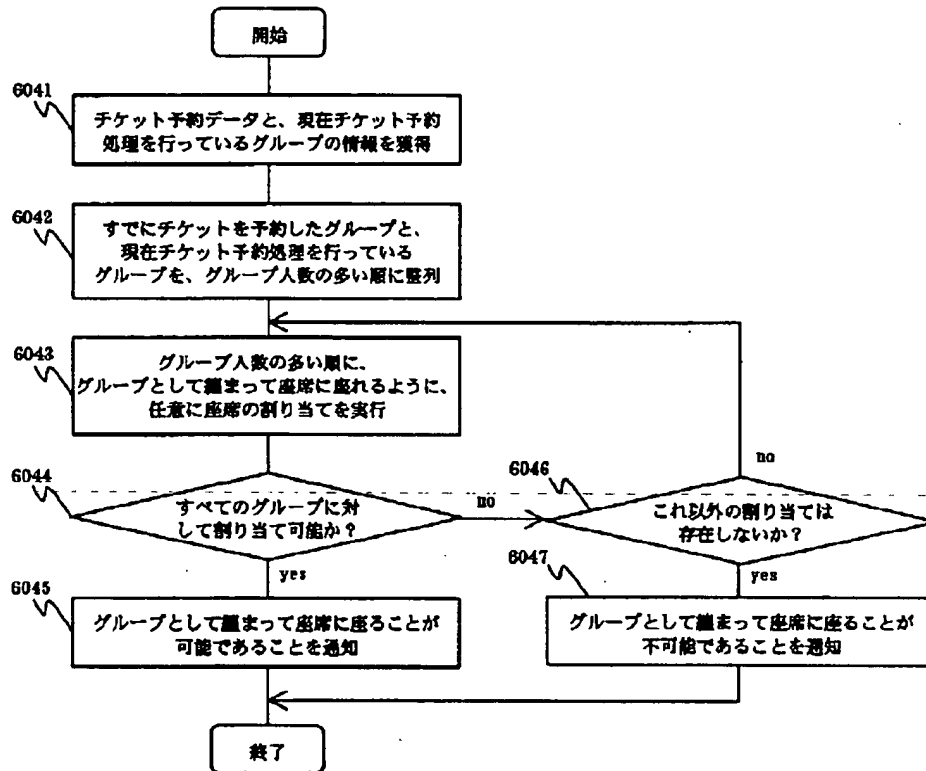 開始
6041
チケット予約データと、現在チケット予約
処理を行っているグループの情報を獲得
6042
すでにチケットを予約したグループと、
現在チケット予約処理を行っている
グループを、グループ人数の多い順に整列
6043
グループ人数の多い順に、
グループとして纏まって座席に座れるように、
任意に座席の割り当てを実行
6044
すべてのグループに対
して割り当て可能か?
no
yes
6046
これ以外の割り当ては
存在しないか?
no
yes
6045
グループとして纏まって座席に座ることが
可能であることを通知
6047
グループとして纏まって座席に座ることが
不可能であることを通知
終了